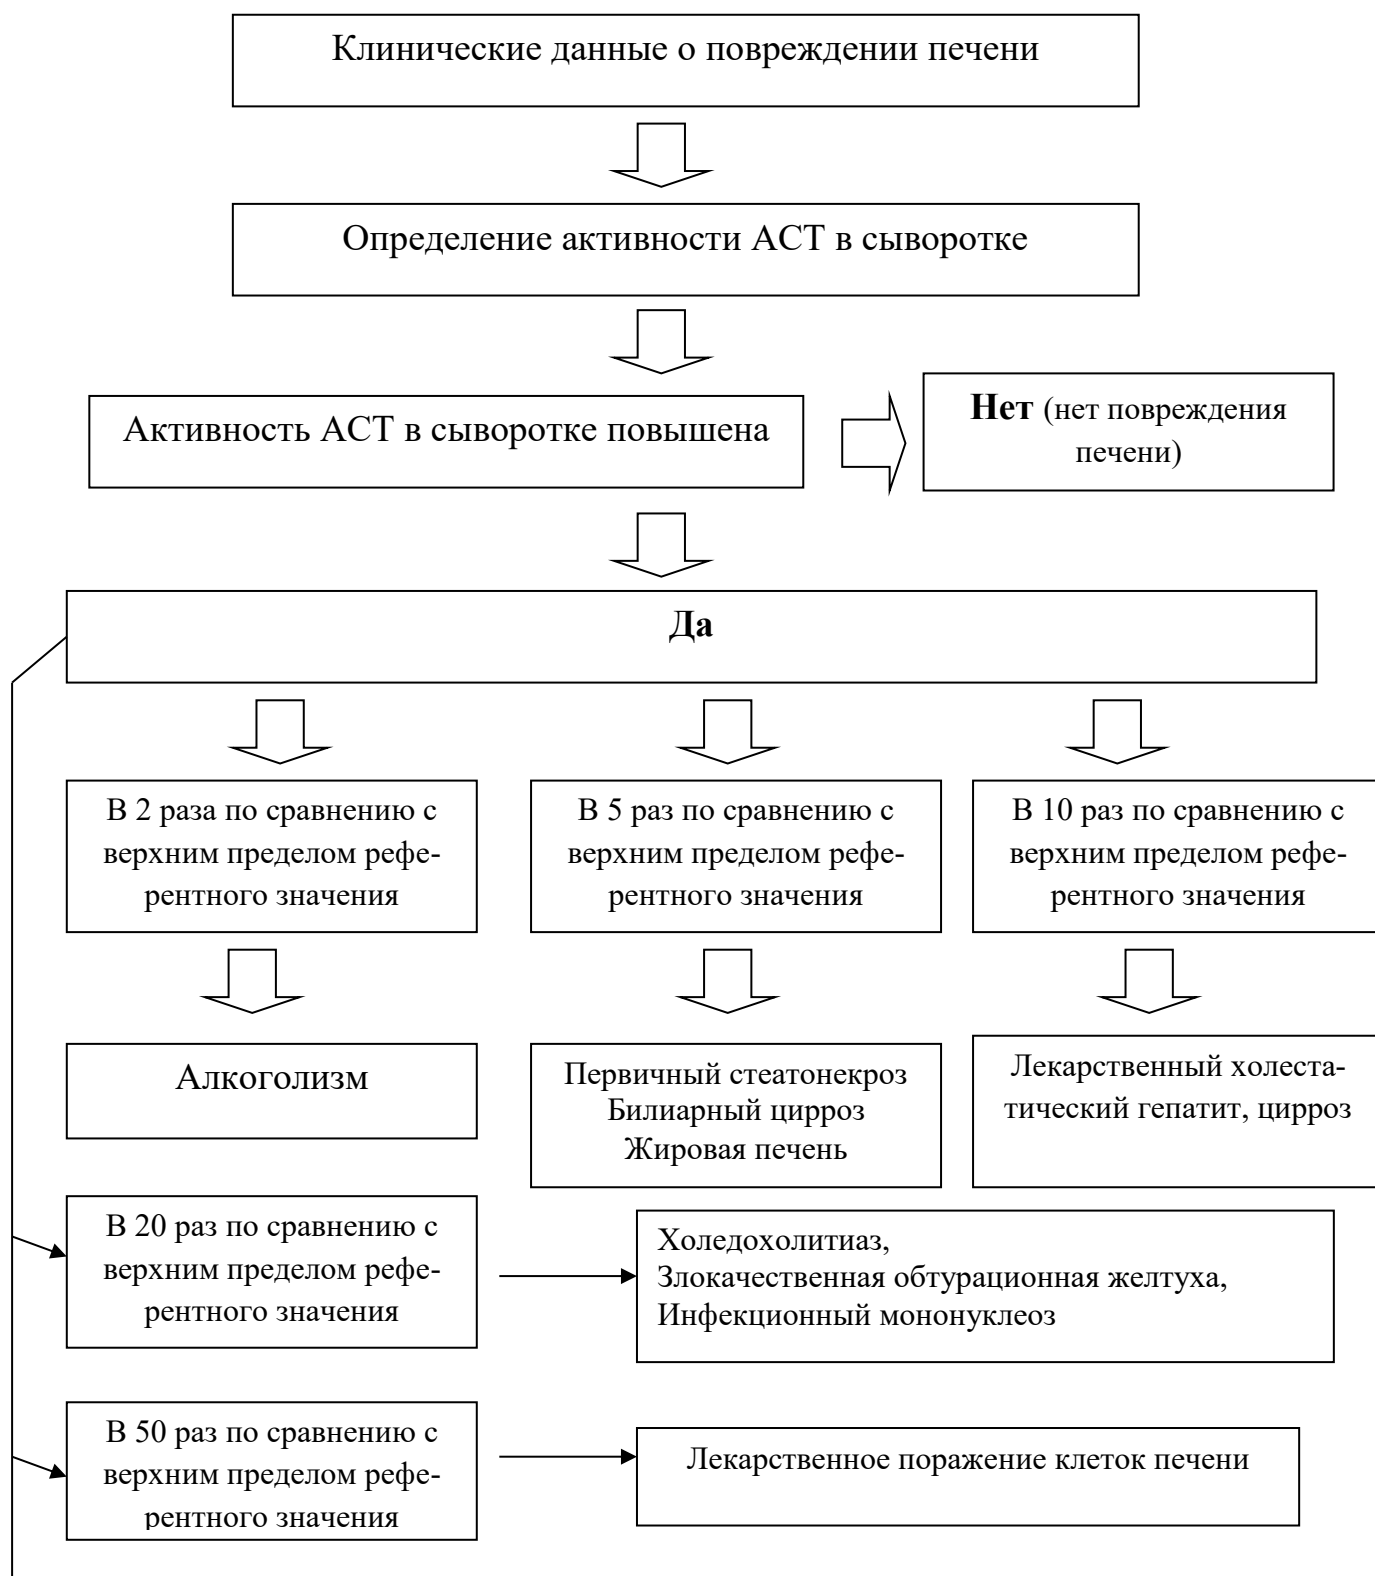 Клинические данные о повреждении печени
Определение активности АСТ в сыворотке
Активность АСТ в сыворотке повышена
Нет (нет повреждения
печени)
Да
В 2 раза по сравнению с
верхним пределом рефе-
рентного значения
В 5 раз по сравнению с
верхним пределом рефе-
рентного значения
В 10 раз по сравнению с
верхним пределом рефе-
рентного значения
Алкоголизм
Первичный стеатонекроз
Билиарный цирроз
Жировая печень
Лекарственный холеста-
тический гепатит, цирроз
В 20 раз по сравнению с
верхним пределом рефе-
рентного значения
Холедохолитиаз,
Злокачественная обтурационная желтуха,
Инфекционный мононуклеоз
В 50 раз по сравнению с
верхним пределом рефе-
рентного значения
Лекарственное поражение клеток печени